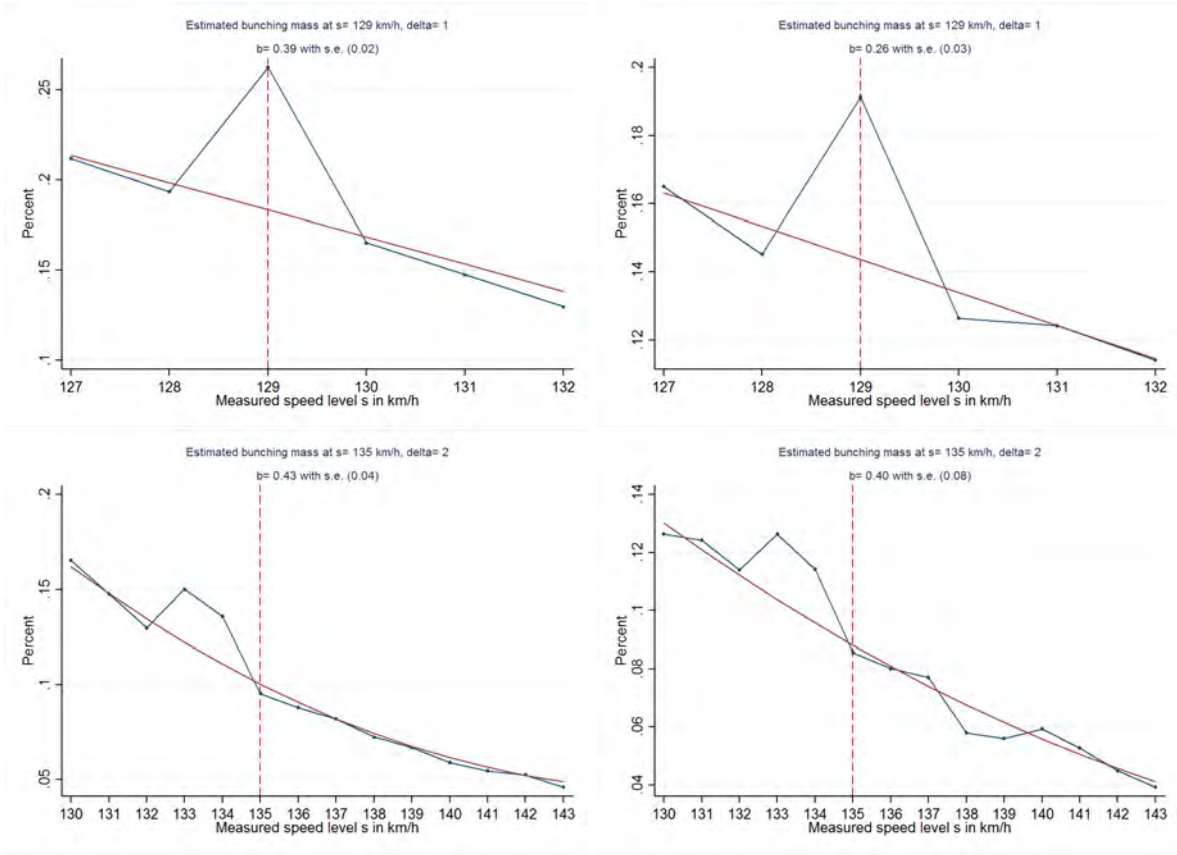 Estimated bunching mass at s= 129 km/h, delta= 1
b= 0.39 with s.e. (0.02)
.25
.2
.15
.1
Percent
127 128 129 130 131 132
Measured speed level s in km/h
Estimated bunching mass at s= 129 km/h, delta= 1
b= 0.26 with s.e. (0.03)
.2
.18
.16
.14
.12
Percent
127 128 129 130 131 132
Measured speed level s in km/h
Estimated bunching mass at s= 135 km/h, delta= 2
b= 0.43 with s.e. (0.04)
.2
.15
.1
.05
Percent
130 131 132 133 134 135 136 137 138 139 140 141 142 143
Measured speed level s in km/h
Estimated bunching mass at s= 135 km/h, delta= 2
b= 0.40 with s.e. (0.08)
.14
.12
.1
.08
.06
.04
Percent
130 131 132 133 134 135 136 137 138 139 140 141 142 143
Measured speed level s in km/h